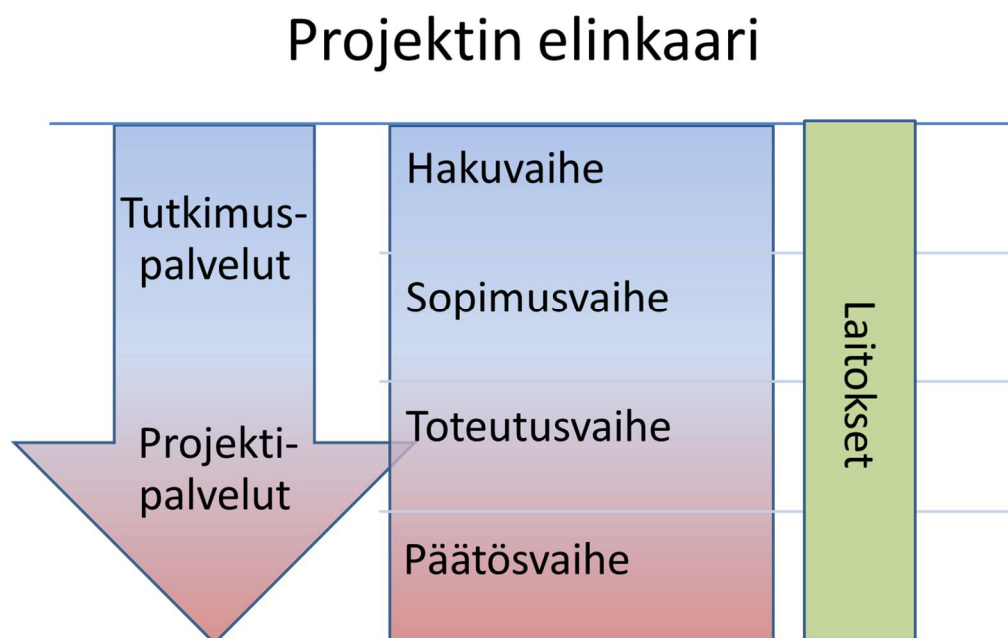 Projektin elinkaari
Tutkimus-
palvelut
Projekti-
palvelut
Hakuvaihe
Sopimusvaihe
Toteutusvaihe
Päätösvaihe
Laitokset